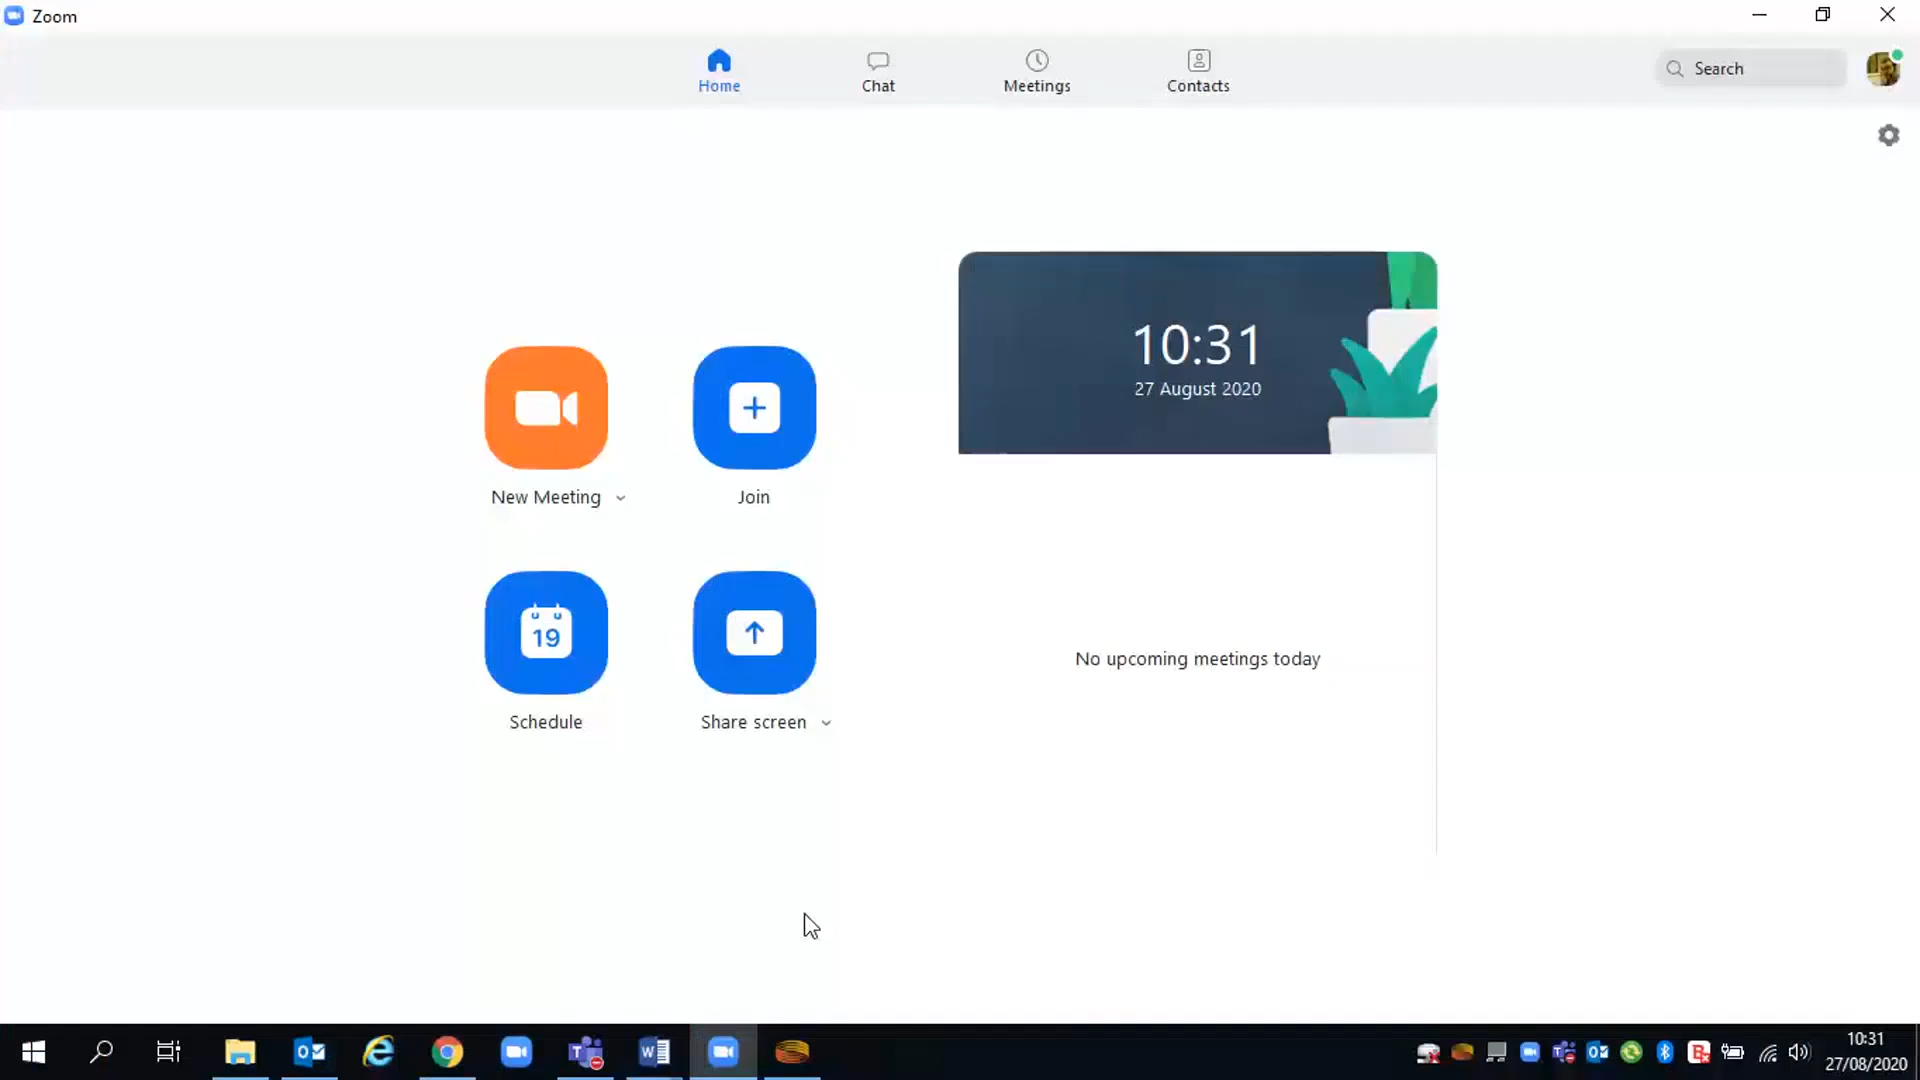 Zoom
Home
Chat
Meetings
Contacts
Search
10:31
27 August 2020
New Meeting
Join
19
Schedule
Share screen
No upcoming meetings today
10:31
27/08/2020